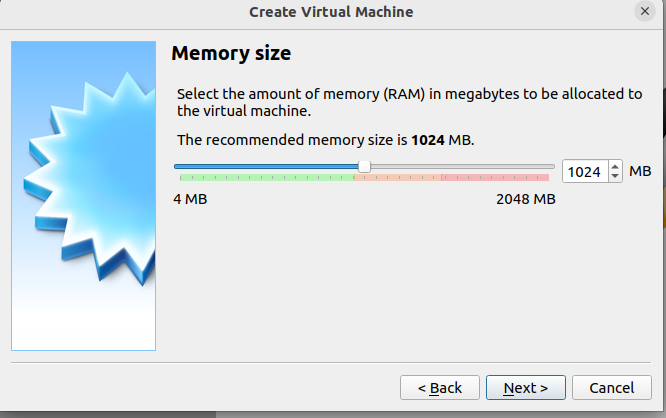 Create Virtual Machine
Memory size
Select the amount of memory (RAM) in megabytes to be allocated to
the virtual machine.
The recommended memory size is 1024 MB.
1024 MB
4 MB 2048 MB
< Back Next > Cancel